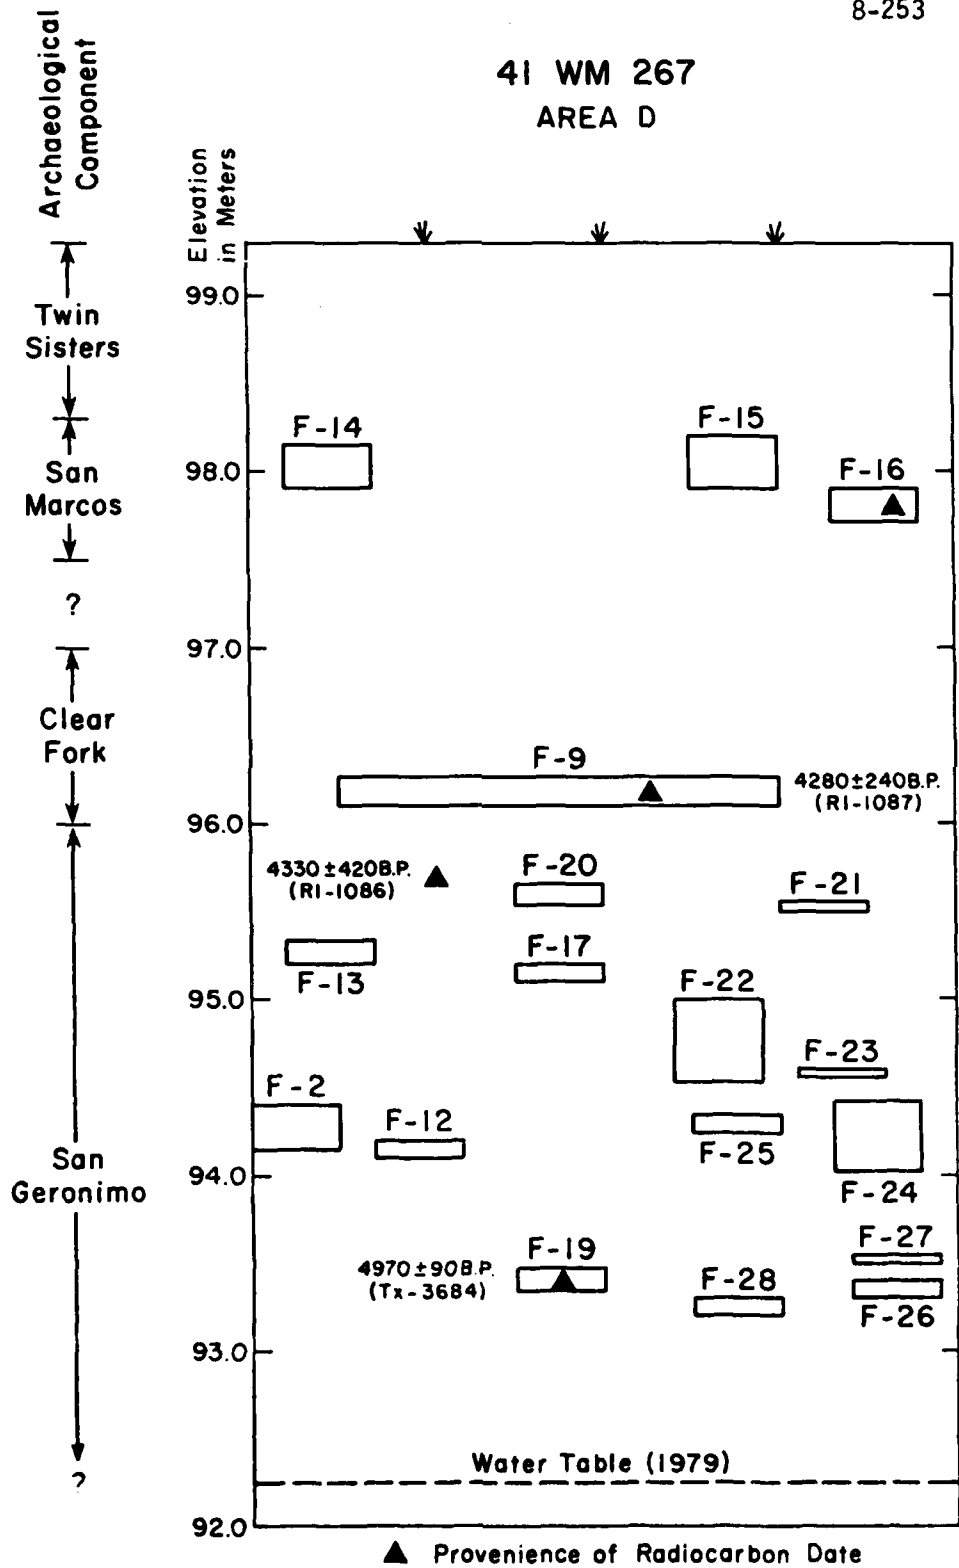 8-253
41 WM 267
AREA D
Archaeological
Component
Elevation
in Meters
99.0
Twin
Sisters
F-14
F-15
San
Marcos
98.0
F-16
?
97.0
Clear
Fork
F-9
4280±240B.P.
(RI-1087)
96.0
4330±420B.P.
(RI-1086)
F-20
F-21
F-17
F-13
F-22
95.0
F-23
F-2
F-12
F-25
San
Geronimo
94.0
F-24
F-27
F-19
4970±90B.P.
(Tx-3684)
F-28
F-26
93.0
Water Table (1979)
?
92.0
▲ Provenience of Radiocarbon Date